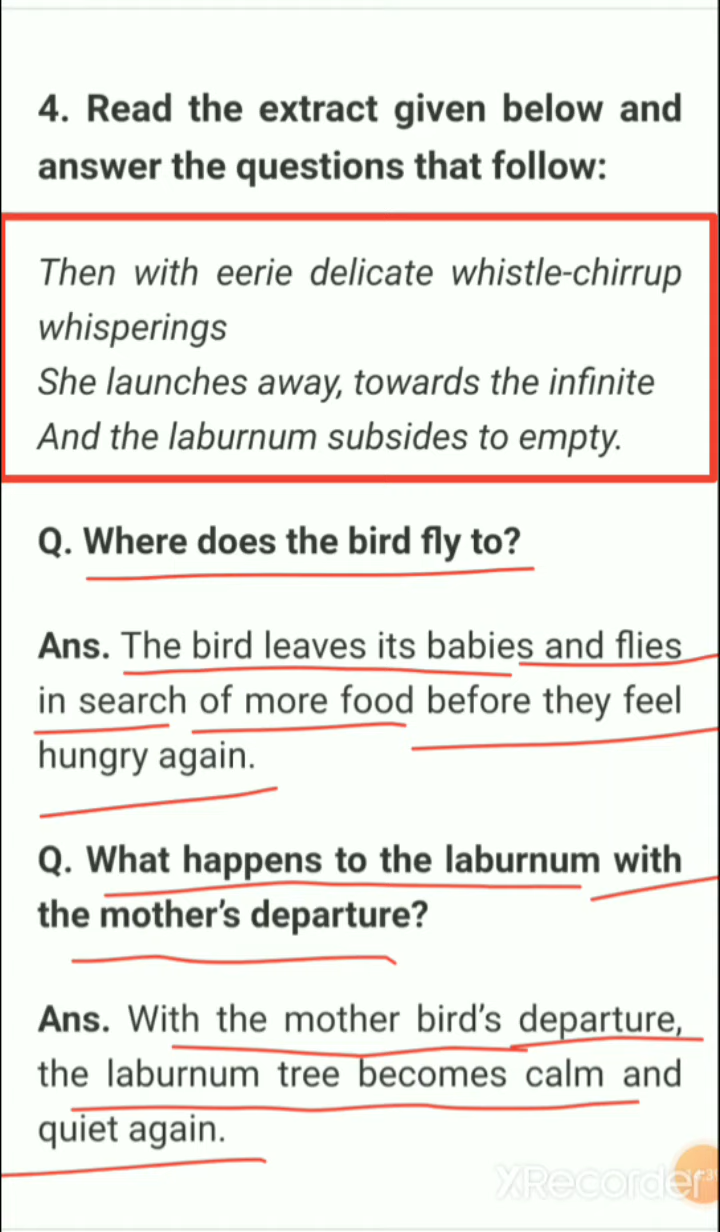 4. Read the extract given below and
answer the questions that follow:
Then with eerie delicate whistle-chirrup
whisperings
She launches away, towards the infinite
And the laburnum subsides to empty.
Q. Where does the bird fly to?
Ans. The bird leaves its babies and flies
in search of more food before they feel
hungry again.
Q. What happens to the laburnum with
the mother's departure?
Ans. With the mother bird's departure,
the laburnum tree becomes calm and
quiet again.
XRecorder